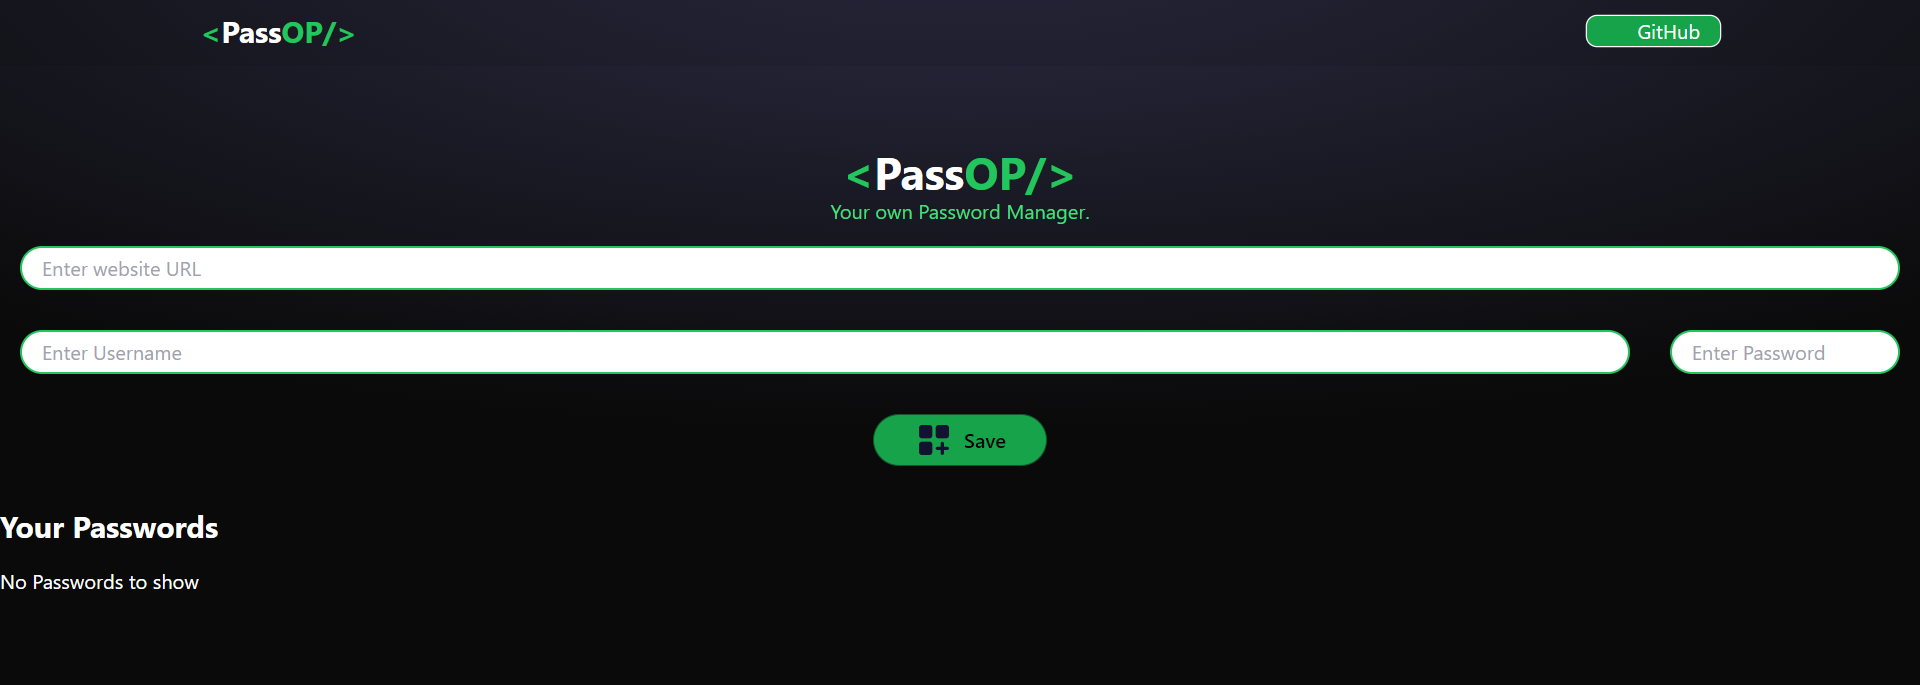 <PassOP/>
GitHub
<PassOP/>
Your own Password Manager.
Enter website URL
Enter Username
Enter Password
Save
Your Passwords
No Passwords to show